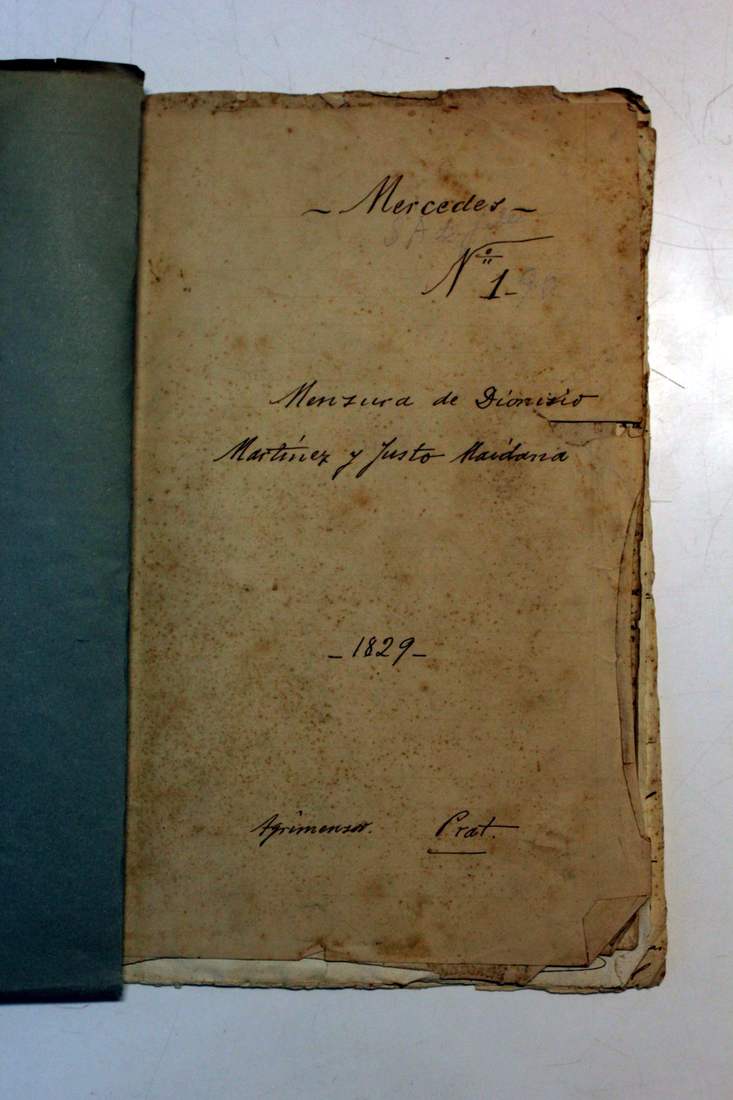 - Mercedes -
Nº 1-
Mensura de Dionisio
Martínez y Justo Maidana
- 1829 -
Agrimensor. Prat.